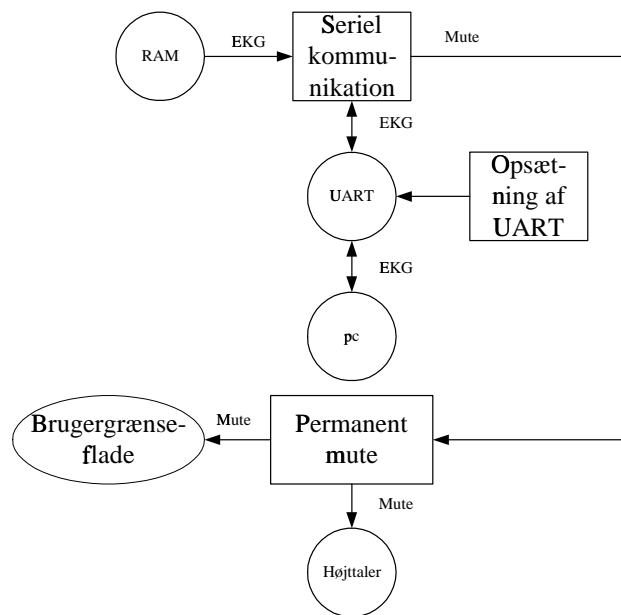 Seriel
kommu-
nikation
RAM
EKG
Mute
EKG
UART
Opsæt-
ning af
UART
EKG
pc
Brugergrænse-
flade
Mute
Permanent
mute
Mute
Højttaler